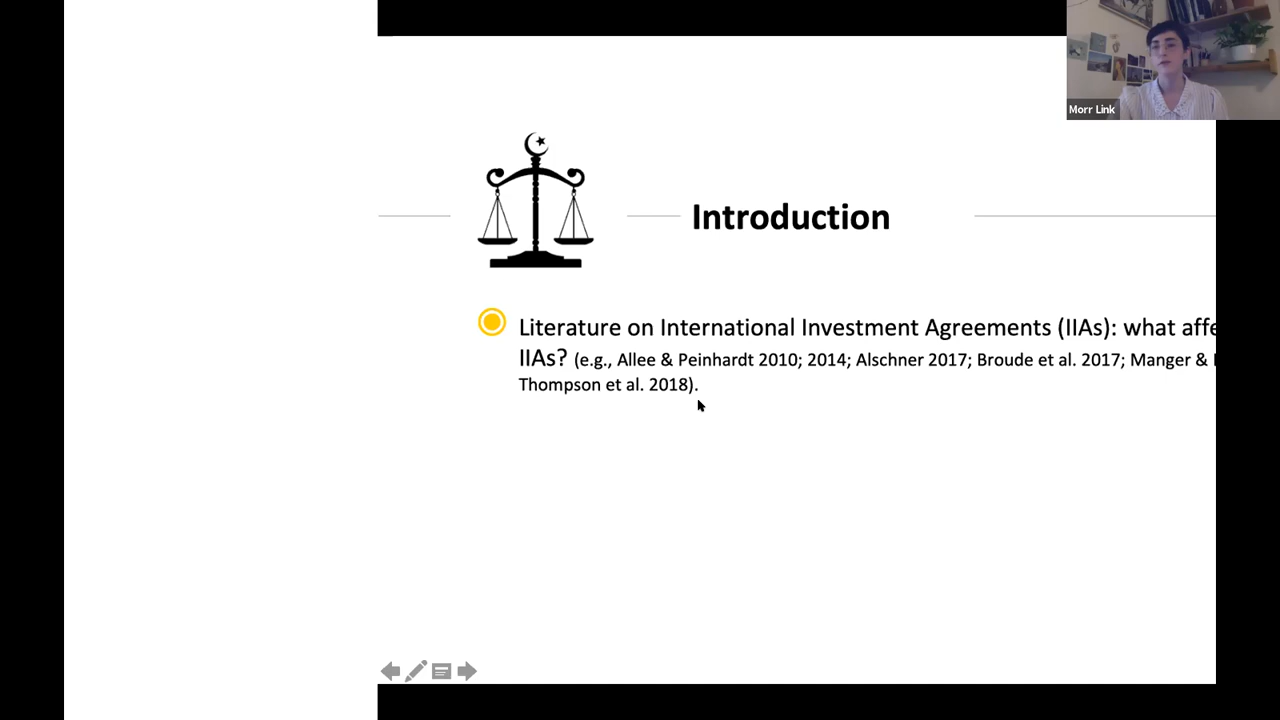 Morr Link
Introduction
Literature on International Investment Agreements (IIAs): what
IIAs? (e.g., Allee & Peinhardt 2010; 2014; Alschner 2017; Broude et al. 2017; Manger &
Thompson et al. 2018).